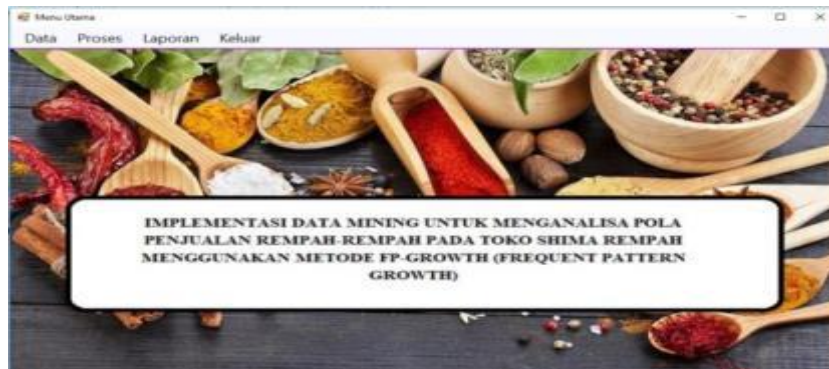 Menu Utama
Data Proses Laporan Keluar
IMPLEMENTASI DATA MINING UNTUK MENGANALISA POLA
PENJUALAN REMPAH-REMPAH PADA TOKO SHIMA REMPAH
MENGGUNAKAN METODE FP-GROWTH (FREQUENT PATTERN
GROWTH)